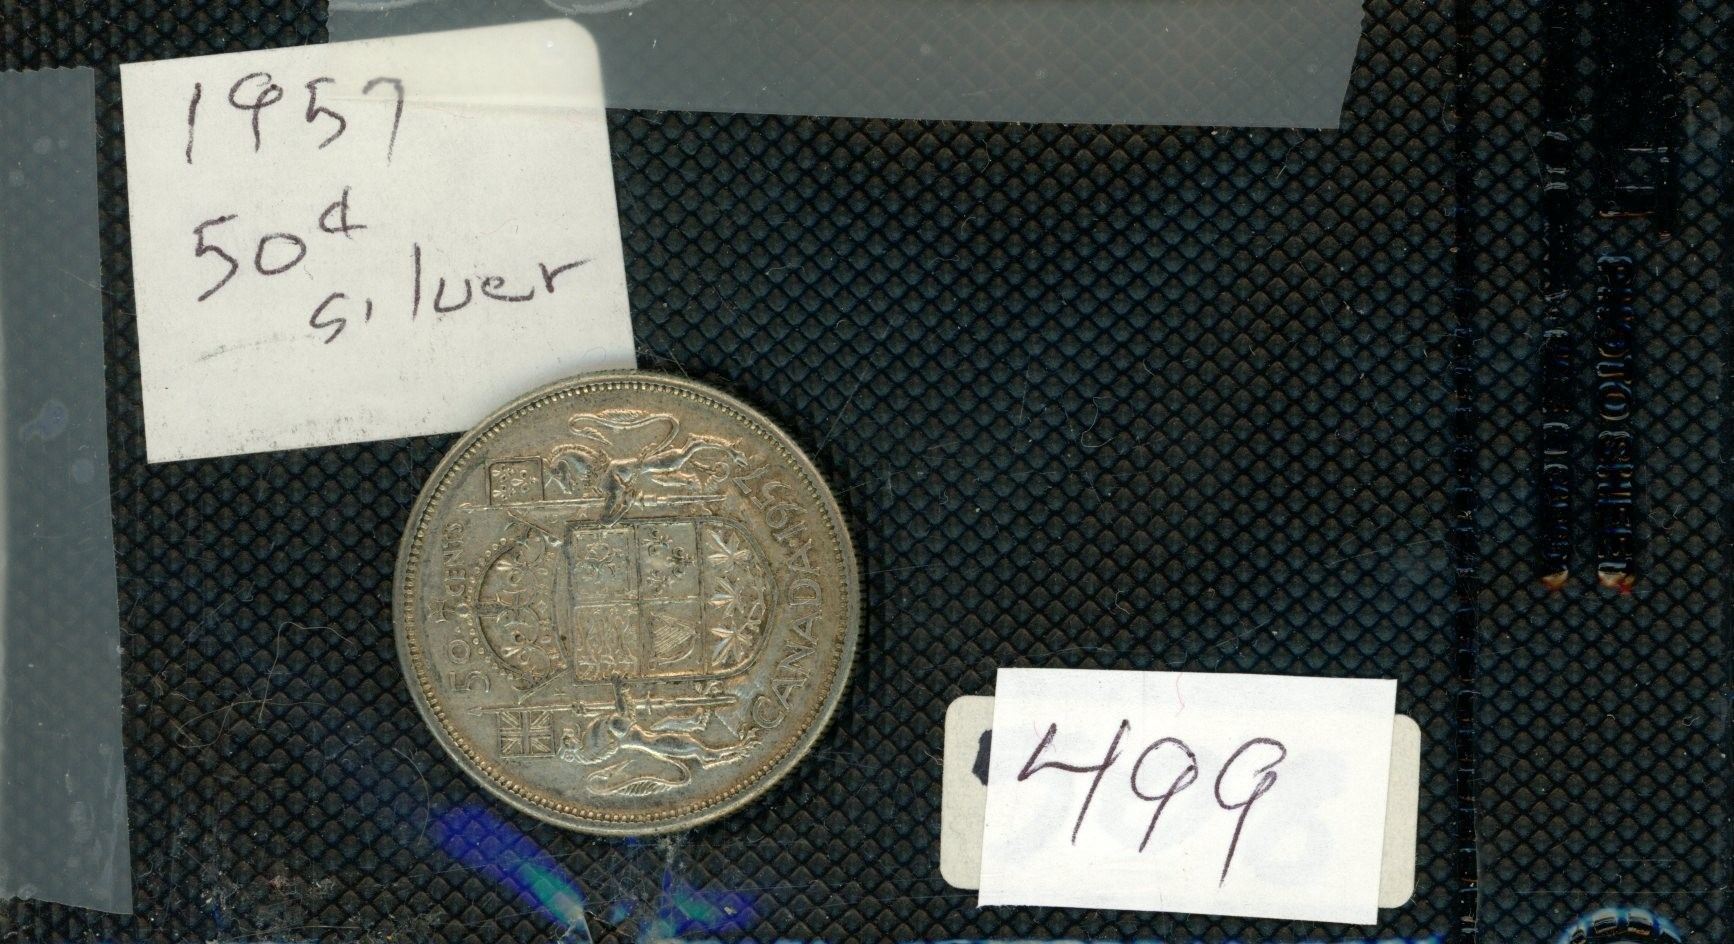 1957
50¢
silver
50 CENTS
CANADA 1957
499